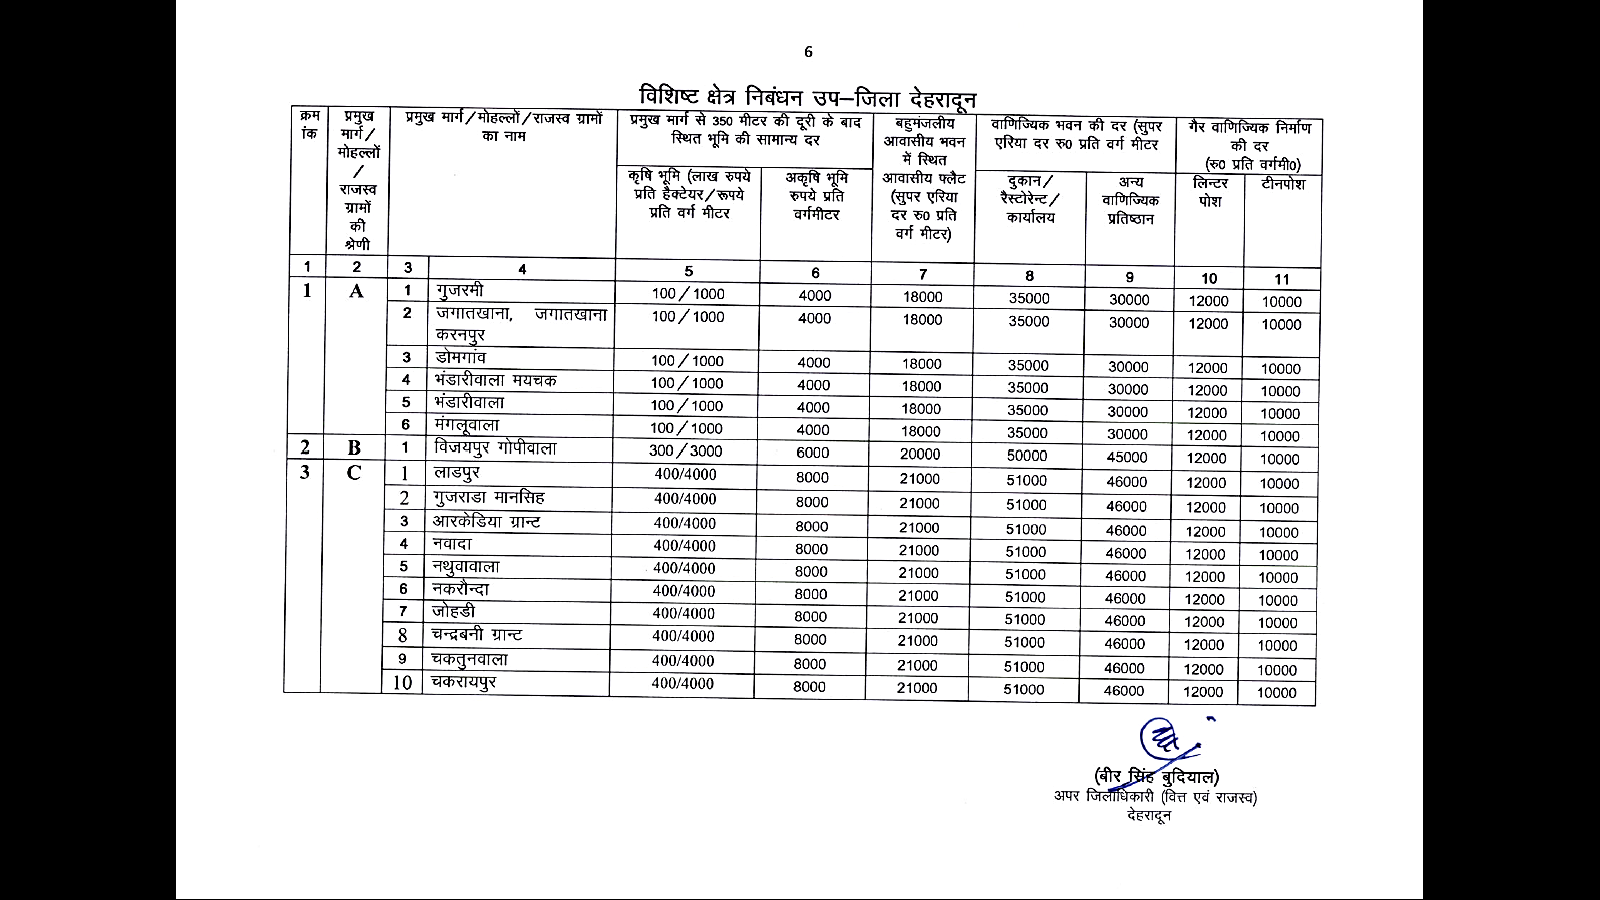 6
विशिष्ट क्षेत्र निबंधन उप–जिला देहरादून
क्रम
ांक
प्रमुख
मार्ग/
मोहल्लों
/
राजस्व
ग्रामों
की
श्रेणी
प्रमुख मार्ग/मोहल्लों/राजस्व ग्रामों
का नाम
प्रमुख मार्ग से 350 मीटर की दूरी के बाद
स्थित भूमि की सामान्य दर
कृषि भूमि (लाख रुपये
प्रति हैक्टेयर/रूपये
प्रति वर्ग मीटर
अकृषि भूमि
रुपये प्रति
वर्गमीटर
बहुमंजलीय
आवासीय भवन
में स्थित
आवासीय फ्लैट
(सुपर एरिया
दर रु0 प्रति
वर्ग मीटर)
वाणिज्यिक भवन की दर (सुपर
एरिया दर रु0 प्रति वर्ग मीटर
दुकान/
रैस्टोरेन्ट/
कार्यालय
अन्य
वाणिज्यिक
प्रतिष्ठान
गैर वाणिज्यिक निर्माण
की दर
(रु0 प्रति वर्गमी0)
लिन्टर
पोश
टीनपोश
1 2 3 4 5 6 7 8 9 10 11
1 A 1 गुजरमी 100/1000 4000 18000 35000 30000 12000 10000
2 जगातखाना, जगातखाना 100/1000 4000 18000 35000 30000 12000 10000
करनपुर
3 डोमगांव 100/1000 4000 18000 35000 30000 12000 10000
4 भंडारीवाला मयचक 100/1000 4000 18000 35000 30000 12000 10000
5 भंडारीवाला 100/1000 4000 18000 35000 30000 12000 10000
6 मंगलूवाला 100/1000 4000 18000 35000 30000 12000 10000
2 B 1 विजयपुर गोपीवाला 300/3000 6000 20000 50000 45000 12000 10000
3 C 1 लाडपुर 400/4000 8000 21000 51000 46000 12000 10000
2 गुजराडा मानसिह 400/4000 8000 21000 51000 46000 12000 10000
3 आरकेडिया ग्रान्ट 400/4000 8000 21000 51000 46000 12000 10000
4 नवादा 400/4000 8000 21000 51000 46000 12000 10000
5 नथुवावाला 400/4000 8000 21000 51000 46000 12000 10000
6 नकरौन्दा 400/4000 8000 21000 51000 46000 12000 10000
7 जोहडी 400/4000 8000 21000 51000 46000 12000 10000
8 चन्द्रबनी ग्रान्ट 400/4000 8000 21000 51000 46000 12000 10000
9 चकतुनवाला 400/4000 8000 21000 51000 46000 12000 10000
10 चकरायपुर 400/4000 8000 21000 51000 46000 12000 10000
(बीर सिंह बुदियाल)
अपर जिलाधिकारी (वित्त एवं राजस्व)
देहरादून